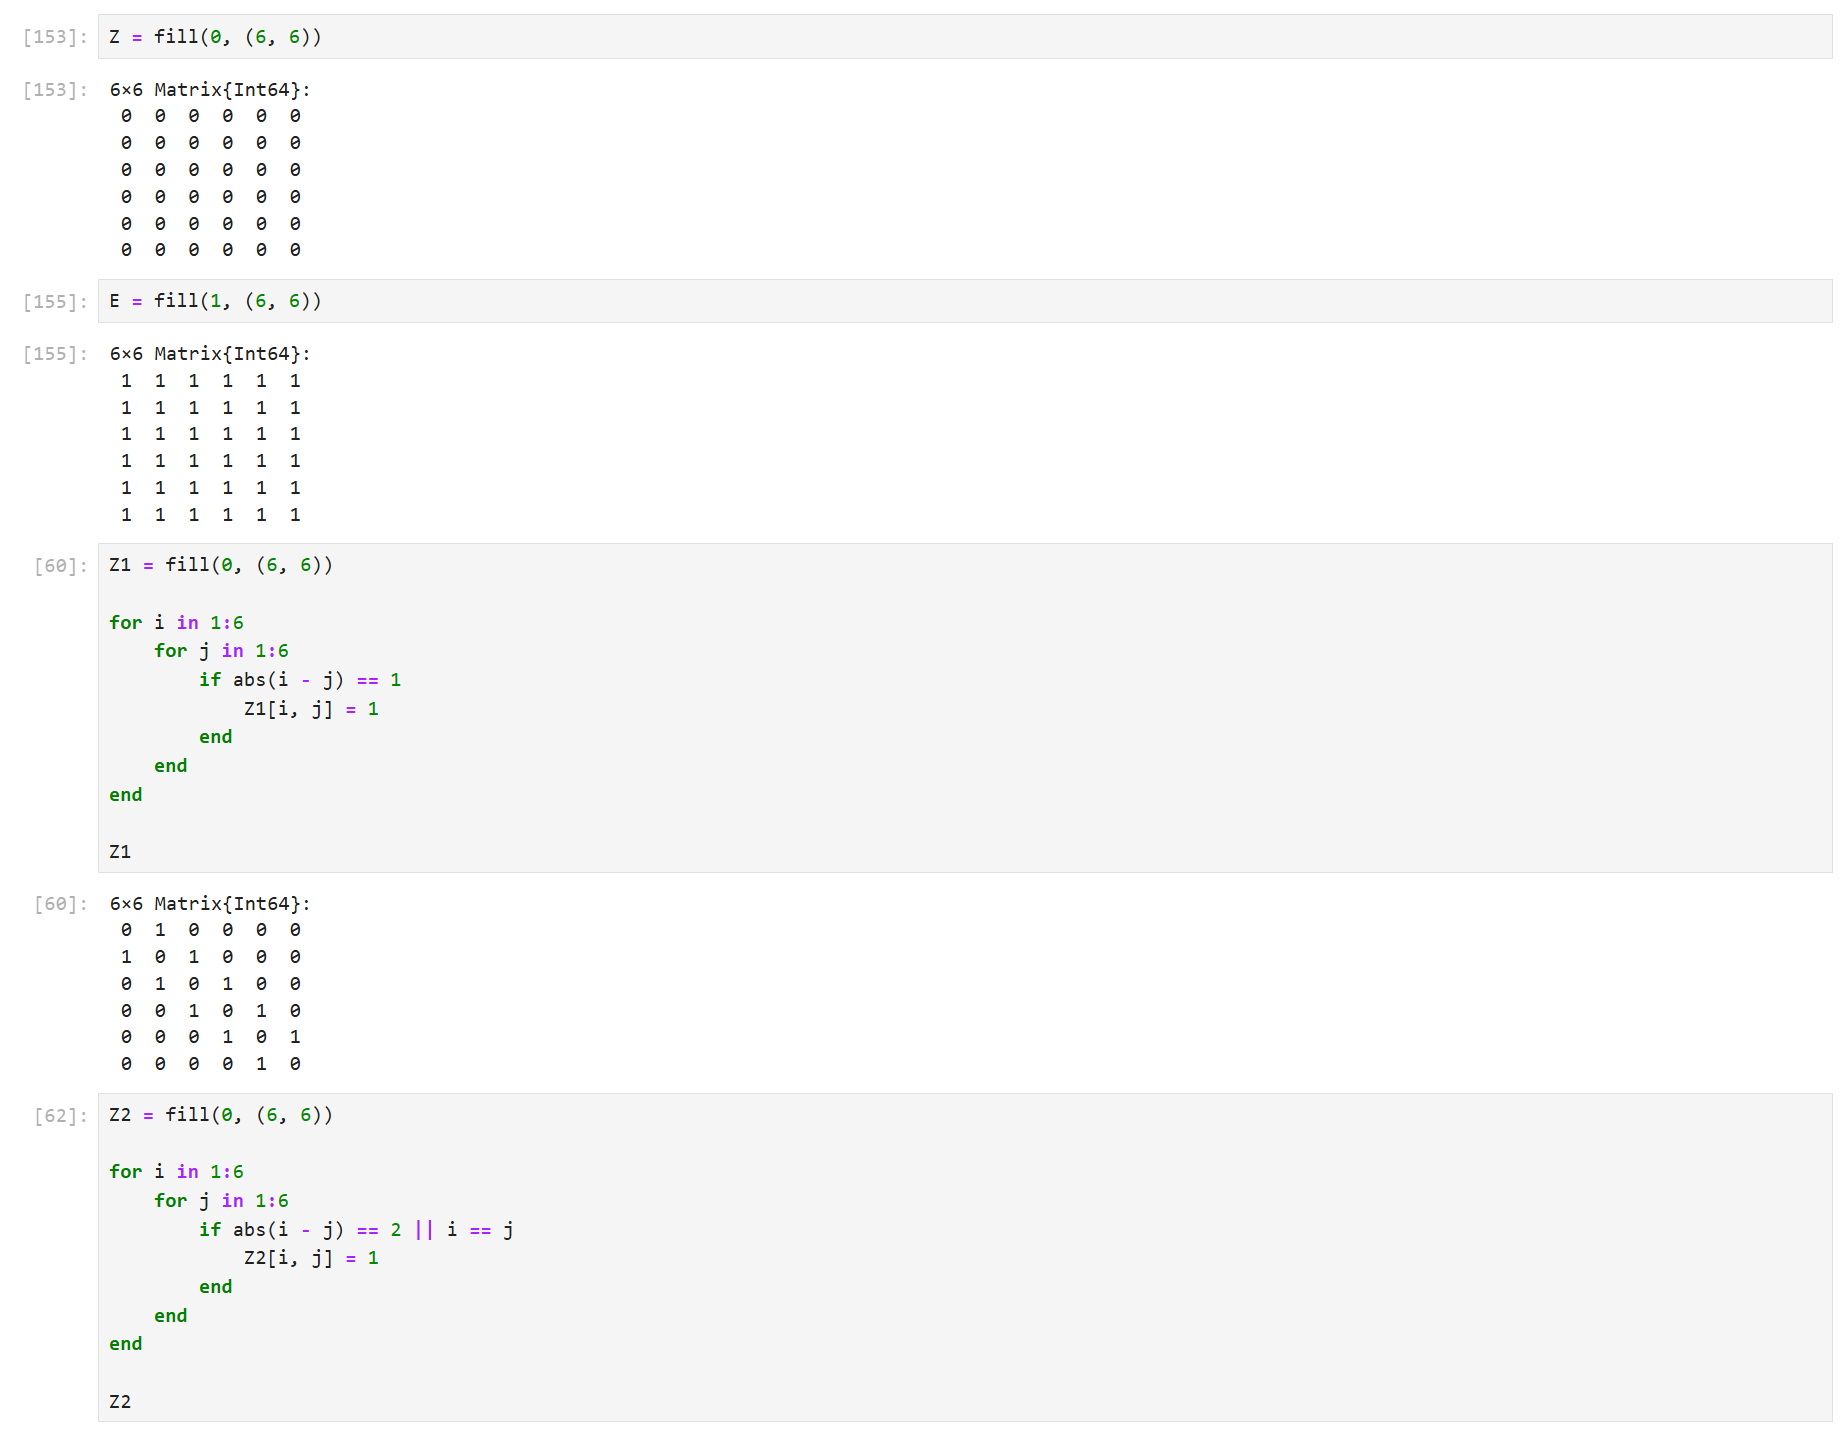 [153]: Z = fill(0, (6, 6))
[153]: 6×6 Matrix{Int64}:
0 0 0 0 0 0
0 0 0 0 0 0
0 0 0 0 0 0
0 0 0 0 0 0
0 0 0 0 0 0
0 0 0 0 0 0
[155]: E = fill(1, (6, 6))
[155]: 6×6 Matrix{Int64}:
1 1 1 1 1 1
1 1 1 1 1 1
1 1 1 1 1 1
1 1 1 1 1 1
1 1 1 1 1 1
1 1 1 1 1 1
[60]: Z1 = fill(0, (6, 6))
for i in 1:6
    for j in 1:6
        if abs(i - j) == 1
            Z1[i, j] = 1
        end
    end
end
Z1
[60]: 6×6 Matrix{Int64}:
0 1 0 0 0 0
1 0 1 0 0 0
0 1 0 1 0 0
0 0 1 0 1 0
0 0 0 1 0 1
0 0 0 0 1 0
[62]: Z2 = fill(0, (6, 6))
for i in 1:6
    for j in 1:6
        if abs(i - j) == 2 || i == j
            Z2[i, j] = 1
        end
    end
end
Z2